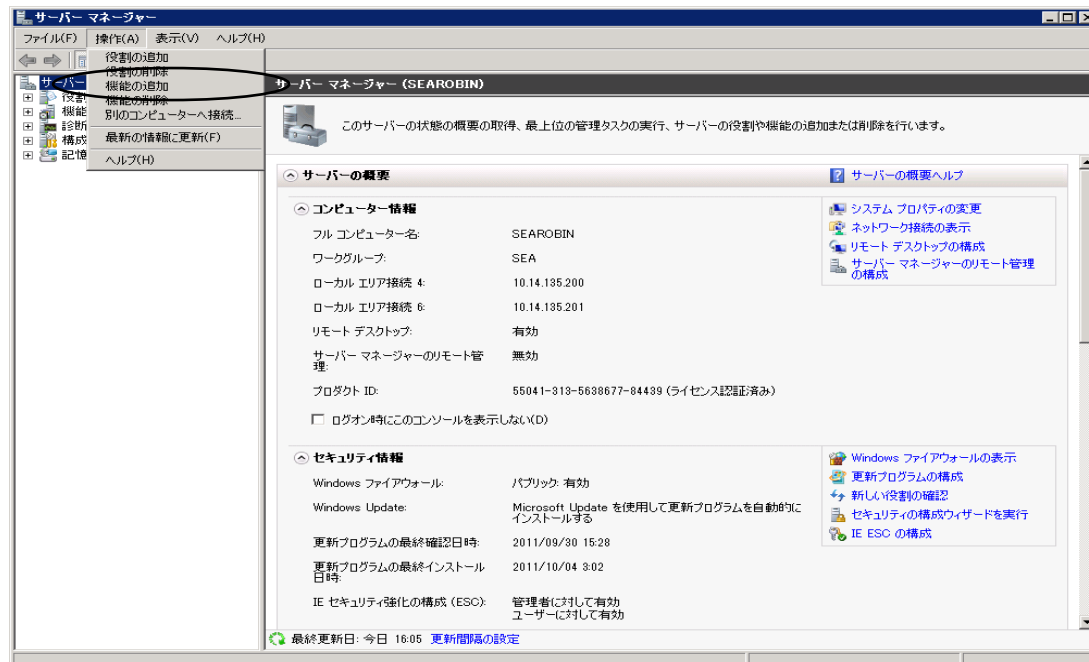 サーバー マネージャー
ファイル(F) 操作(A) 表示(V) ヘルプ(H)
役割の追加
役割の削除
機能の追加
機能の削除
別のコンピューターへ接続...
最新の情報に更新(F)
ヘルプ(H)
サーバー
役割
機能
診断
構成
記憶
サーバー マネージャー (SEAROBIN)
このサーバーの状態の概要の取得、最上位の管理タスクの実行、サーバーの役割や機能の追加または削除を行います。
サーバーの概要
サーバーの概要ヘルプ
コンピューター情報
フル コンピューター名: SEAROBIN
ワークグループ: SEA
ローカル エリア接続 4: 10.14.135.200
ローカル エリア接続 6: 10.14.135.201
リモート デスクトップ: 有効
サーバー マネージャーのリモート管
理: 無効
プロダクト ID: 55041-313-5638677-84439 (ライセンス認証済み)
ログオン時にこのコンソールを表示しない(D)
システム プロパティの変更
ネットワーク接続の表示
リモート デスクトップの構成
サーバー マネージャーのリモート管理
の構成
セキュリティ情報
Windows ファイアウォール: パブリック: 有効
Windows Update: Microsoft Update を使用して更新プログラムを自動的に
インストールする
更新プログラムの最終確認日時: 2011/09/30 15:28
更新プログラムの最終インストール
日時: 2011/10/04 3:02
IE セキュリティ強化の構成 (ESC): 管理者に対して有効
ユーザーに対して有効
Windows ファイアウォールの表示
更新プログラムの構成
新しい役割の確認
セキュリティの構成ウィザードを実行
IE ESC の構成
最終更新日: 今日 16:05 更新間隔の設定